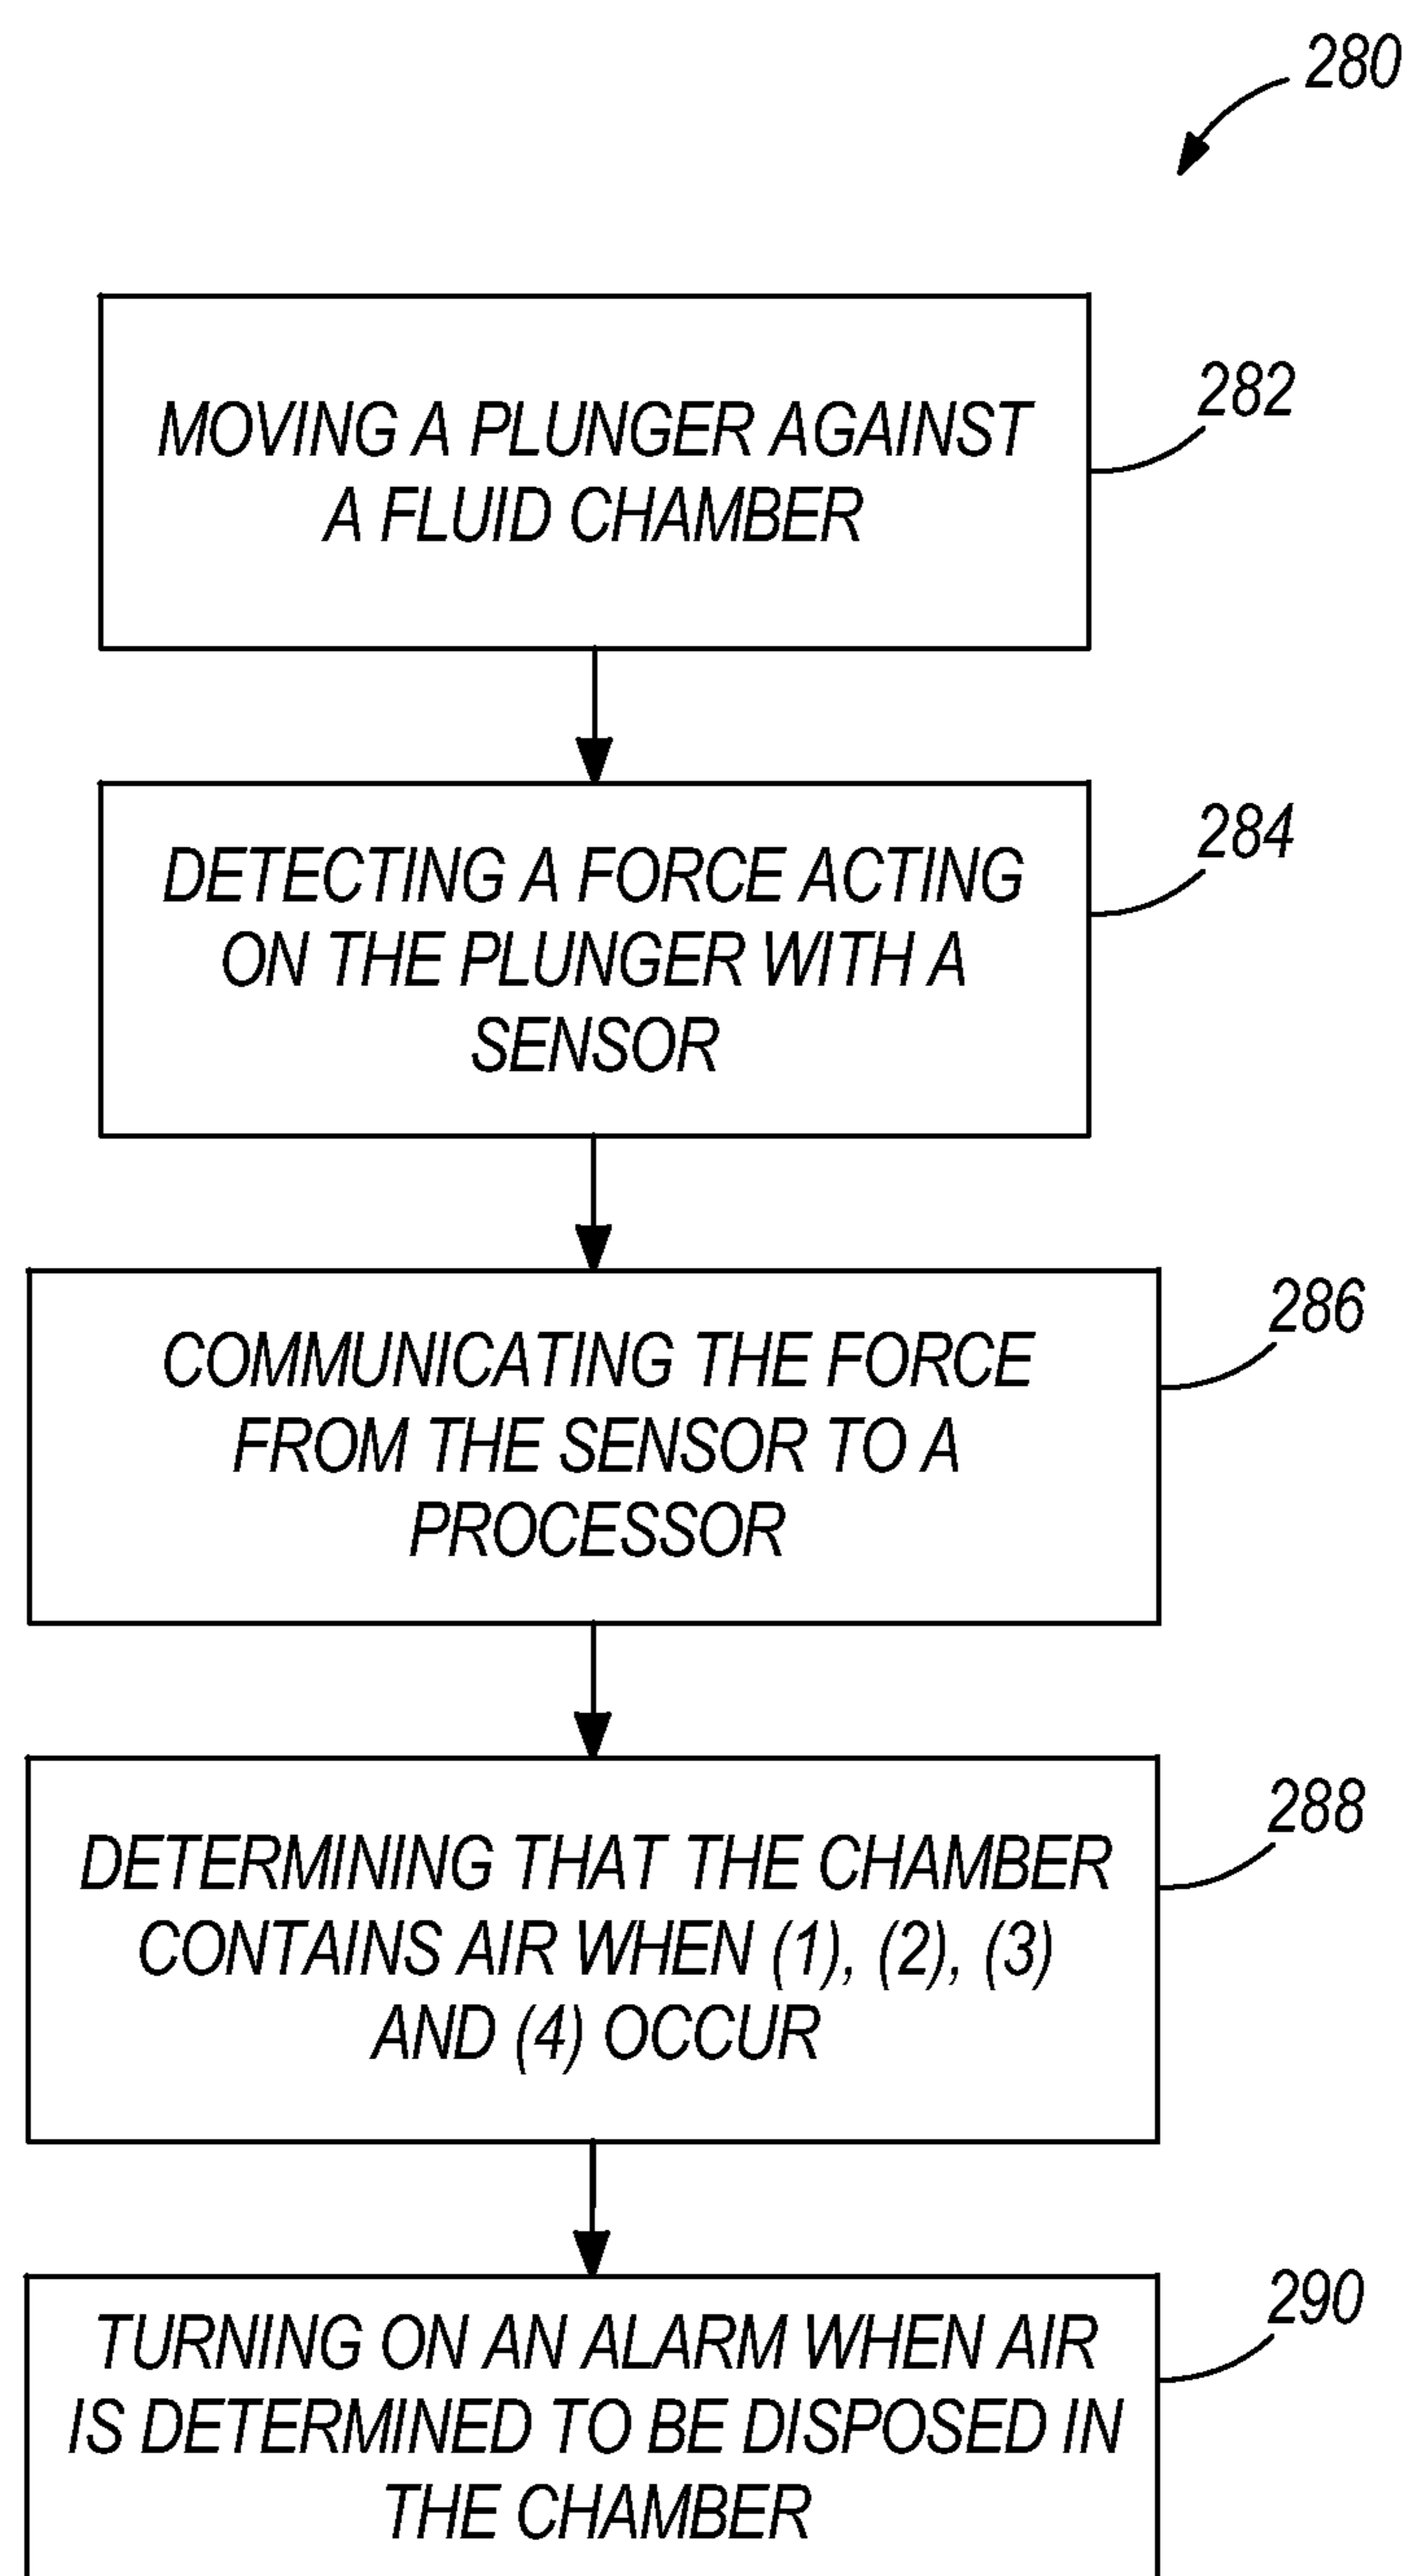 280
MOVING A PLUNGER AGAINST
A FLUID CHAMBER
282
DETECTING A FORCE ACTING
ON THE PLUNGER WITH A
SENSOR
284
COMMUNICATING THE FORCE
FROM THE SENSOR TO A
PROCESSOR
286
DETERMINING THAT THE CHAMBER
CONTAINS AIR WHEN (1), (2), (3)
AND (4) OCCUR
288
TURNING ON AN ALARM WHEN AIR
IS DETERMINED TO BE DISPOSED IN
THE CHAMBER
290